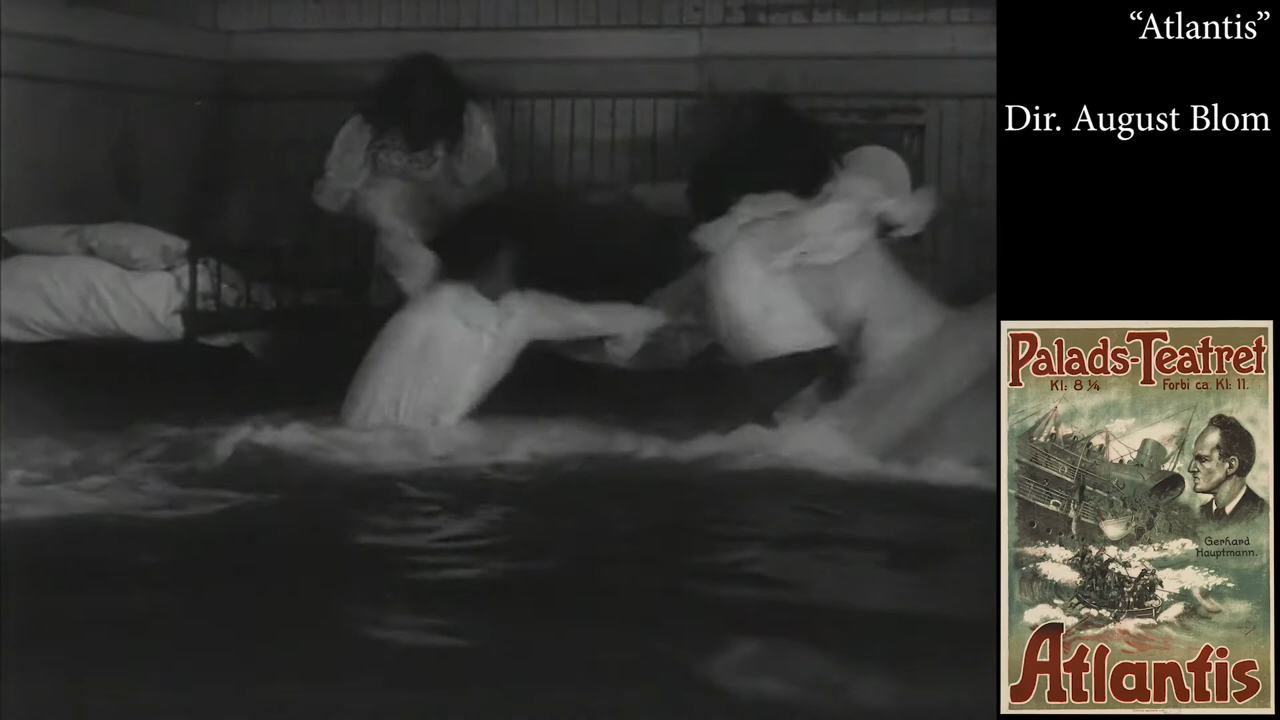 “Atlantis”
Dir. August Blom
Palads-Teatret
Kl: 8 ¼
Forbi ca. Kl: 11.
Gerhard
Hauptmann.
Atlantis